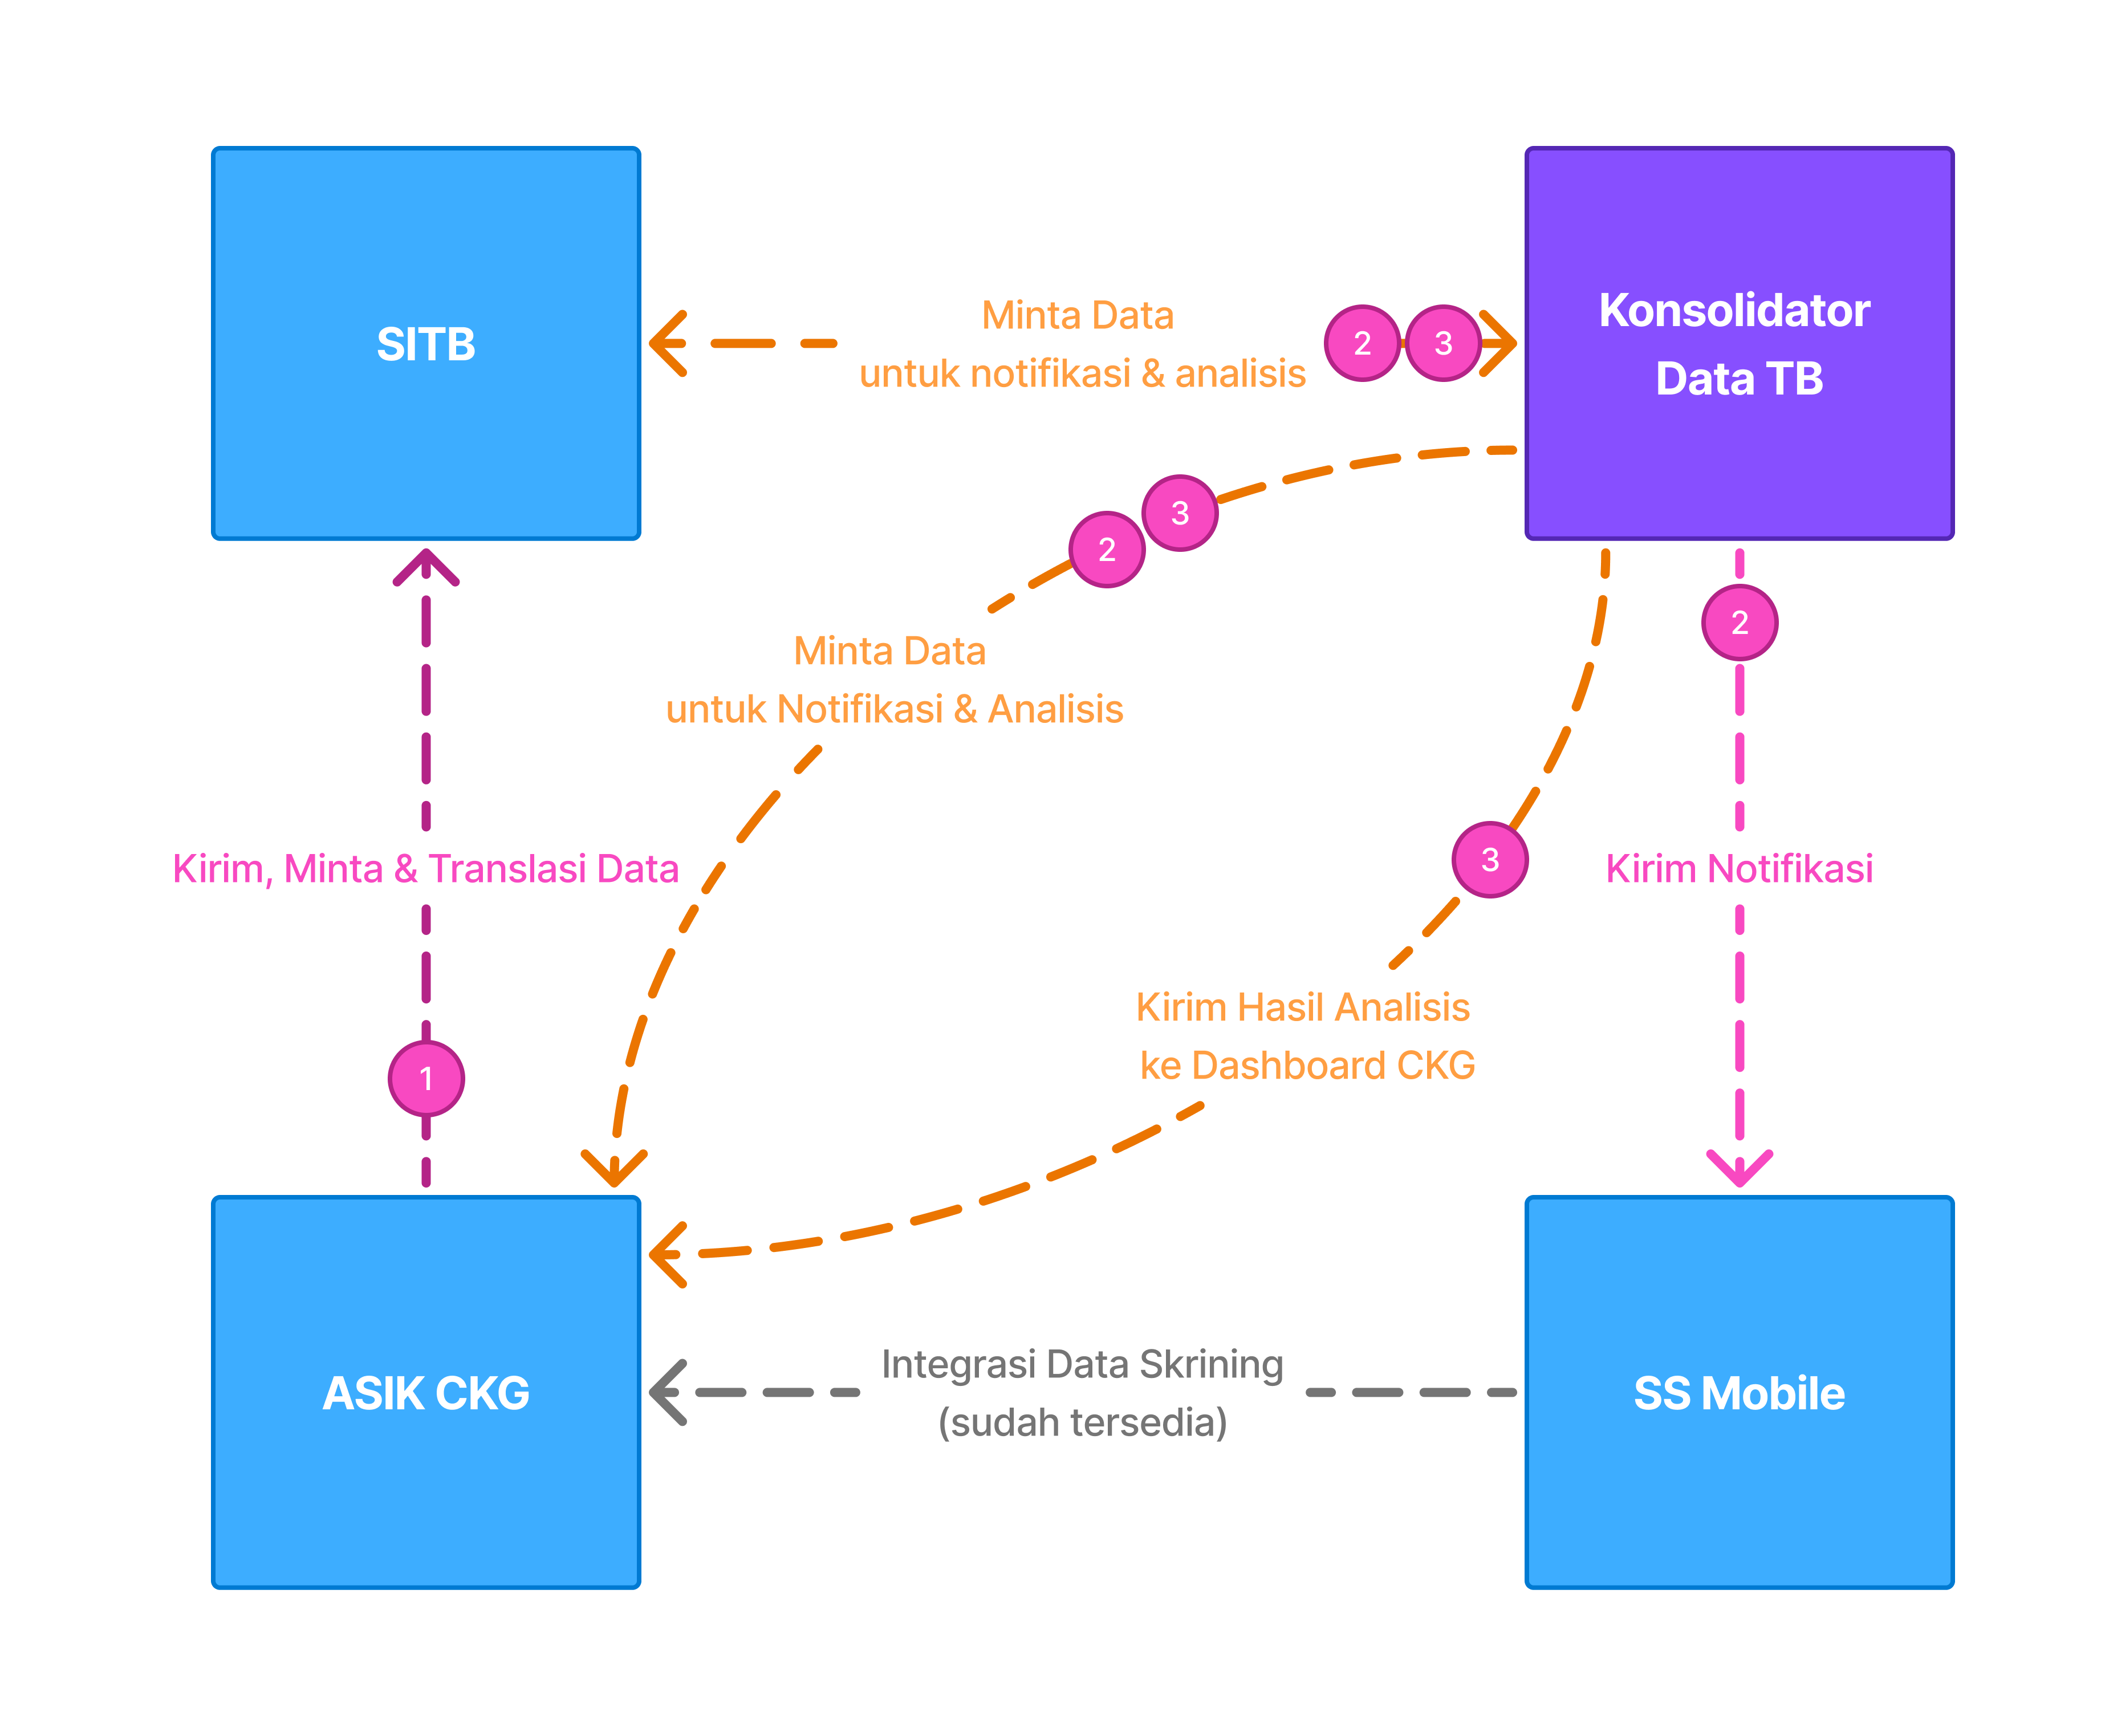 SITB
Minta Data
untuk notifikasi & analisis
2
3
Konsolidator
Data TB
3
2
2
Minta Data
untuk Notifikasi & Analisis
Kirim, Minta & Translasi Data
3
Kirim Notifikasi
Kirim Hasil Analisis
ke Dashboard CKG
1
ASIK CKG
Integrasi Data Skrining
(sudah tersedia)
SS Mobile